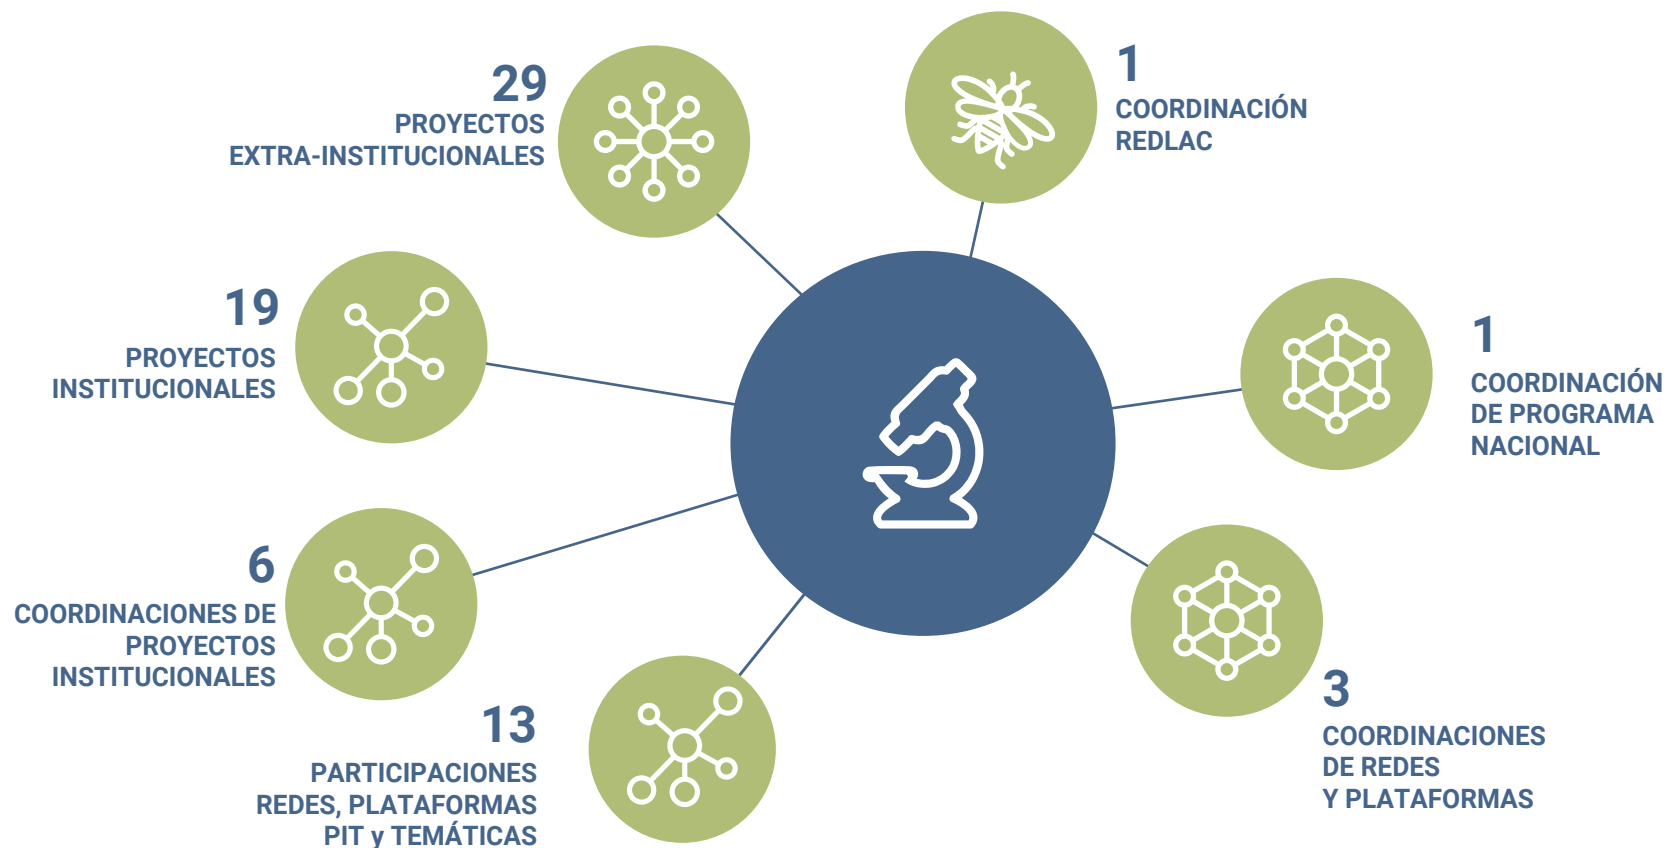 29
PROYECTOS
EXTRA-INSTITUCIONALES
1
COORDINACIÓN
REDLAC
19
PROYECTOS
INSTITUCIONALES
1
COORDINACIÓN
DE PROGRAMA
NACIONAL
6
COORDINACIONES DE
PROYECTOS
INSTITUCIONALES
13
PARTICIPACIONES
REDES, PLATAFORMAS
PIT y TEMÁTICAS
3
COORDINACIONES
DE REDES
Y PLATAFORMAS